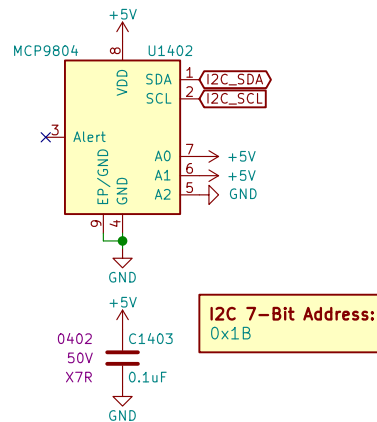 +5V
MCP9804
U1402
8
VDD
SDA 1 I2C_SDA
SCL 2 I2C_SCL
3 Alert
A0 7 +5V
A1 6 +5V
A2 5 GND
EP/GND
GND
9
4
GND
+5V
0402 C1403
50V
X7R 0.1uF
GND
I2C 7-Bit Address:
0x1B